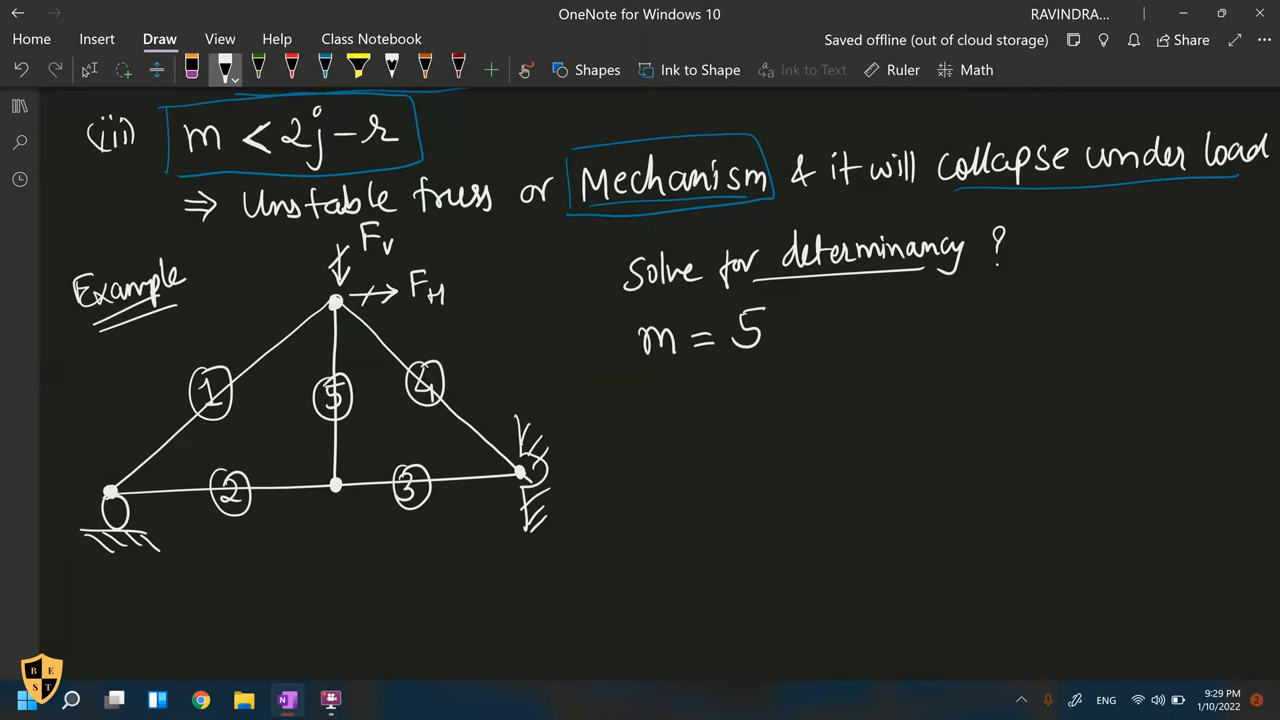 OneNote for Windows 10
RAVINDRA...
Home Insert Draw View Help Class Notebook
Saved offline (out of cloud storage) Share
Shapes Ink to Shape Ink to Text Ruler Math
(iii) m < 2j - r
⇒ Unstable truss or Mechanism & it will collapse under load
Example
Fv
FH
1
5
4
2
3
Solve for determinancy ?
m = 5
BEST
ENG
9:29 PM
1/10/2022
2